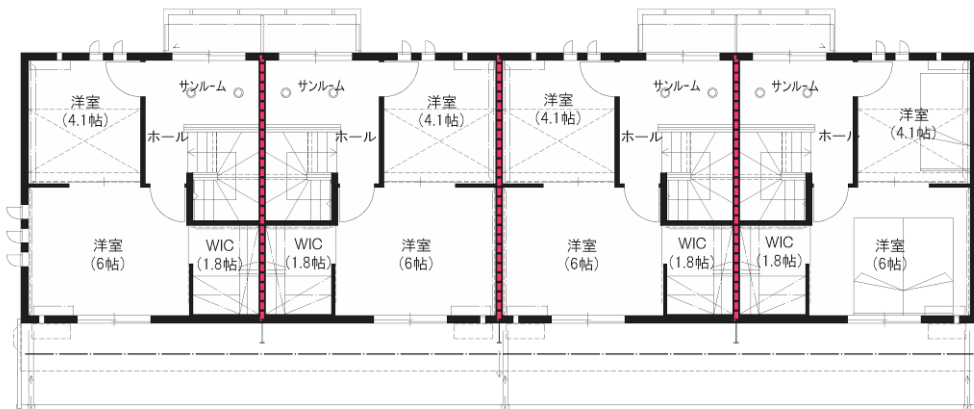 サンルーム
サンルーム
サンルーム
サンルーム
洋室
(4.1帖)
ホール
ホール
洋室
(4.1帖)
洋室
(4.1帖)
ホール
ホール
洋室
(4.1帖)
洋室
(6帖)
WIC
(1.8帖)
WIC
(1.8帖)
洋室
(6帖)
洋室
(6帖)
WIC
(1.8帖)
WIC
(1.8帖)
洋室
(6帖)